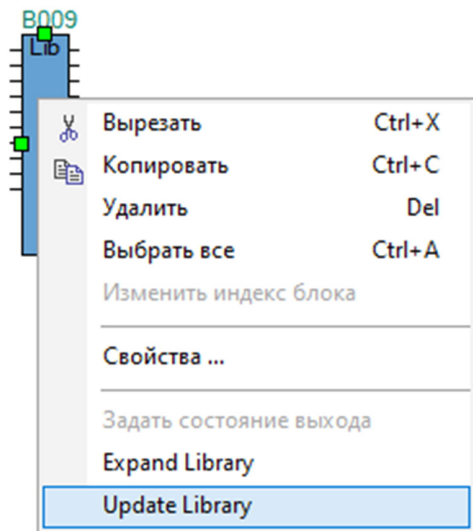 B009
Lib
Вырезать Ctrl+X
Копировать Ctrl+C
Удалить Del
Выбрать все Ctrl+A
Изменить индекс блока
Свойства ...
Задать состояние выхода
Expand Library
Update Library